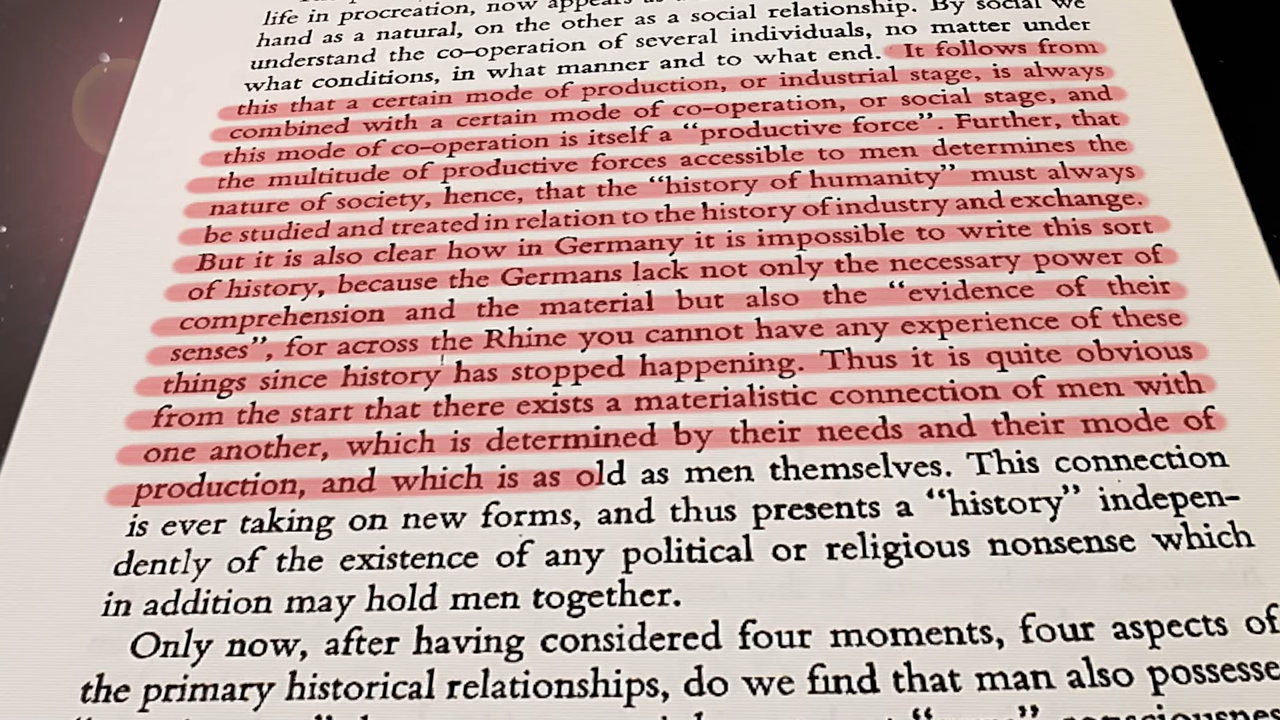 life in procreation, now appears as a
hand as a natural, on the other as a social relationship. By social we
understand the co-operation of several individuals, no matter under
what conditions, in what manner and to what end. It follows from
this that a certain mode of production, or industrial stage, is always
combined with a certain mode of co-operation, or social stage, and
this mode of co-operation is itself a “productive force”. Further, that
the multitude of productive forces accessible to men determines the
nature of society, hence, that the “history of humanity” must always
be studied and treated in relation to the history of industry and exchange.
But it is also clear how in Germany it is impossible to write this sort
of history, because the Germans lack not only the necessary power of
comprehension and the material but also the “evidence of their
senses”, for across the Rhine you cannot have any experience of these
things since history has stopped happening. Thus it is quite obvious
from the start that there exists a materialistic connection of men with
one another, which is determined by their needs and their mode of
production, and which is as old as men themselves. This connection
is ever taking on new forms, and thus presents a “history” indepen-
dently of the existence of any political or religious nonsense which
in addition may hold men together.
Only now, after having considered four moments, four aspects of
the primary historical relationships, do we find that man also possesse